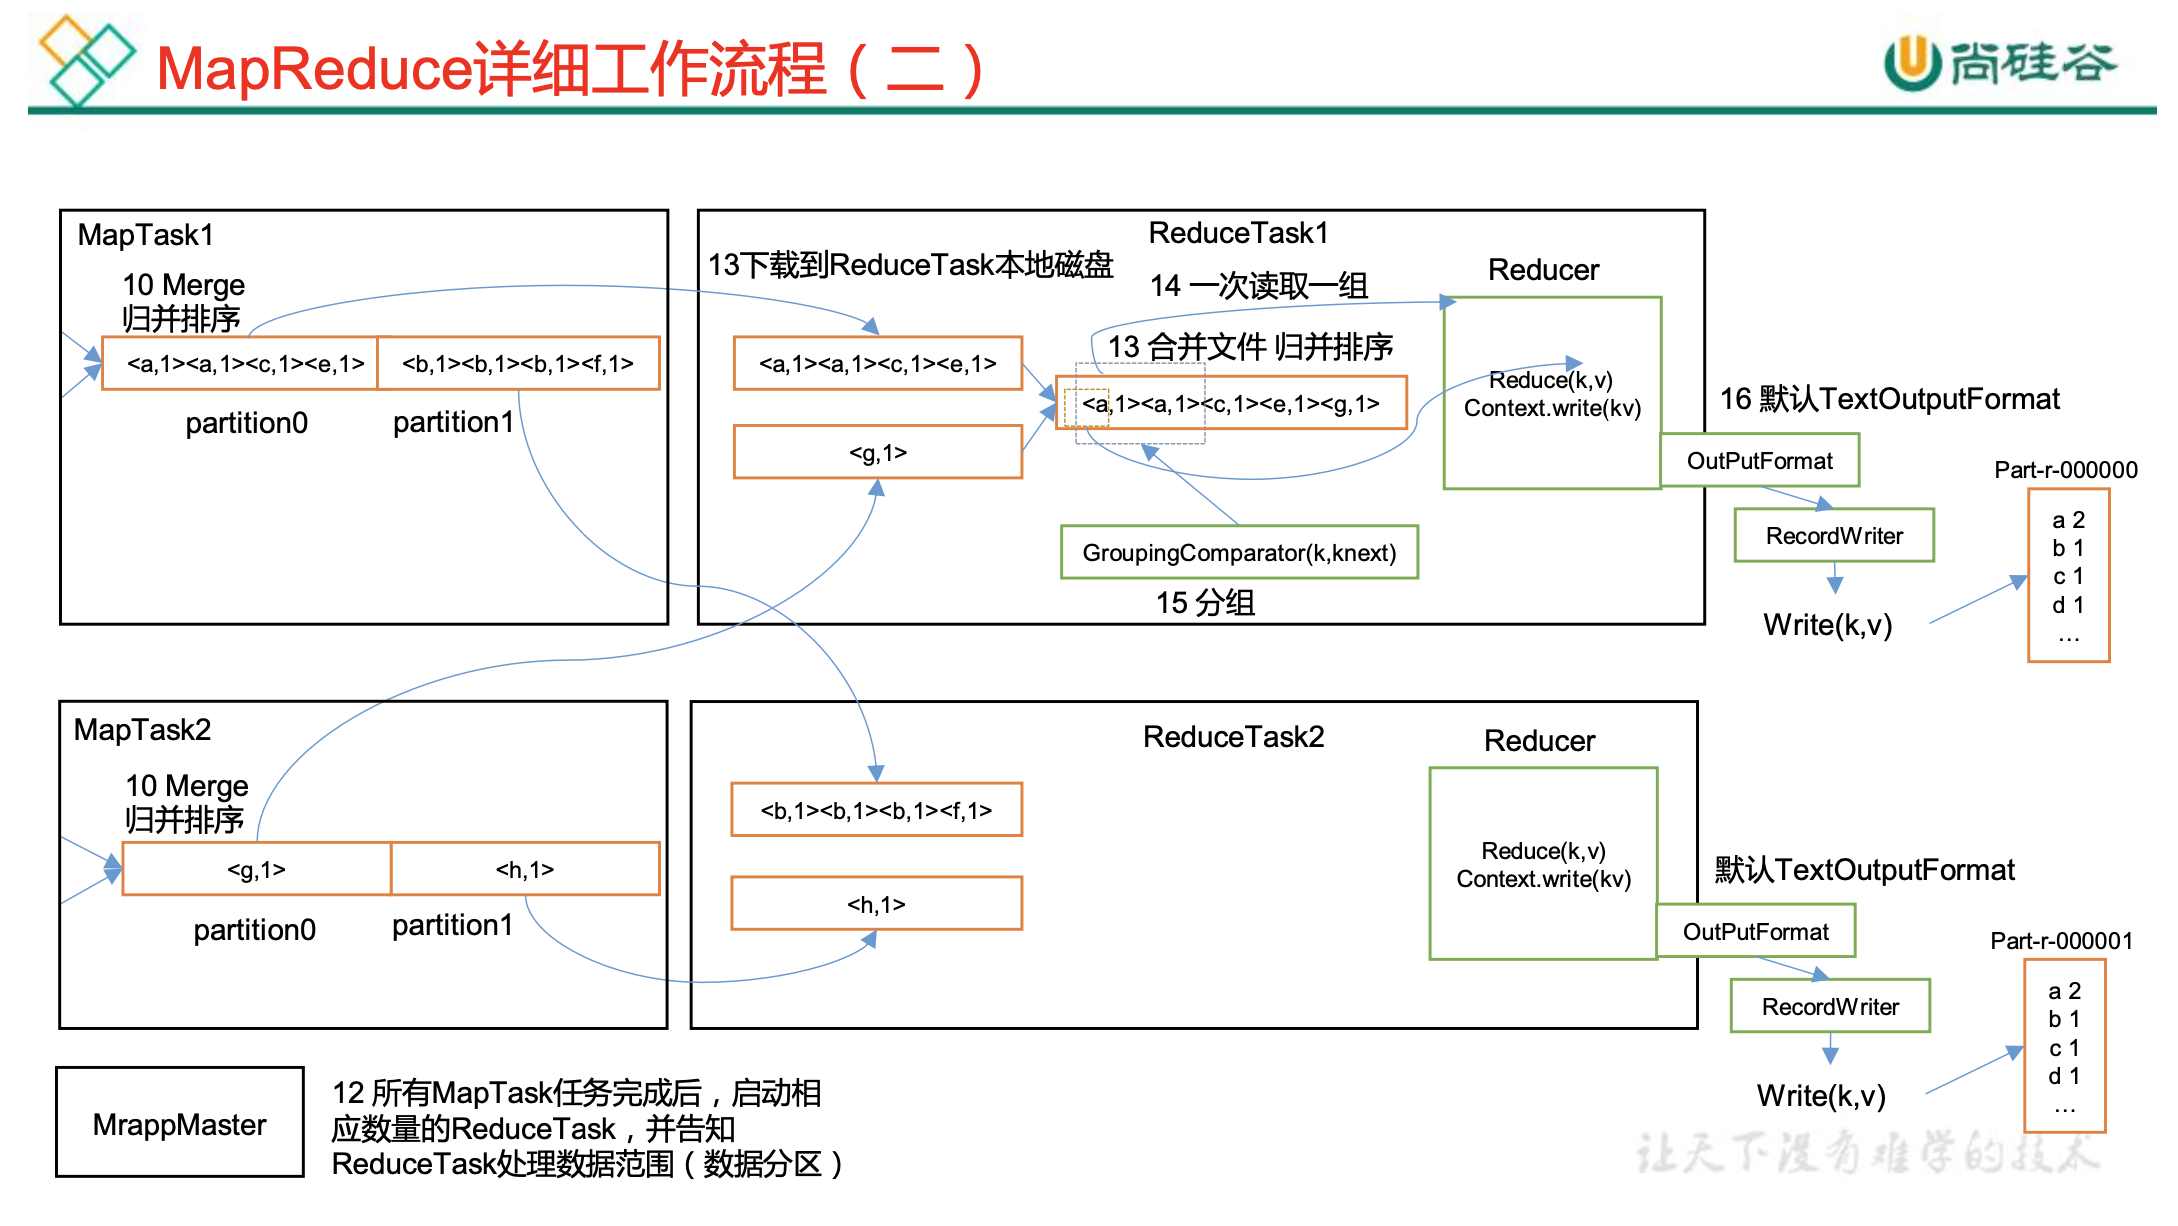 MapReduce详细工作流程（二）
尚硅谷
MapTask1
10 Merge
归并排序
<a,1><a,1><c,1><e,1>
<b,1><b,1><b,1><f,1>
partition0
partition1
ReduceTask1
13下载到ReduceTask本地磁盘
14 一次读取一组
Reducer
<a,1><a,1><c,1><e,1>
13 合并文件 归并排序
<a,1><a,1><c,1><e,1><g,1>
<g,1>
Reduce(k,v)
Context.write(kv)
GroupingComparator(k,knext)
15 分组
16 默认TextOutputFormat
OutPutFormat
RecordWriter
Write(k,v)
Part-r-000000
a 2
b 1
c 1
d 1
...
MapTask2
10 Merge
归并排序
<g,1>
<h,1>
partition0
partition1
ReduceTask2
Reducer
<b,1><b,1><b,1><f,1>
<h,1>
Reduce(k,v)
Context.write(kv)
默认TextOutputFormat
OutPutFormat
RecordWriter
Write(k,v)
Part-r-000001
a 2
b 1
c 1
d 1
...
MrappMaster
12 所有MapTask任务完成后，启动相
应数量的ReduceTask，并告知
ReduceTask处理数据范围（数据分区）
让天下没有难学的技术